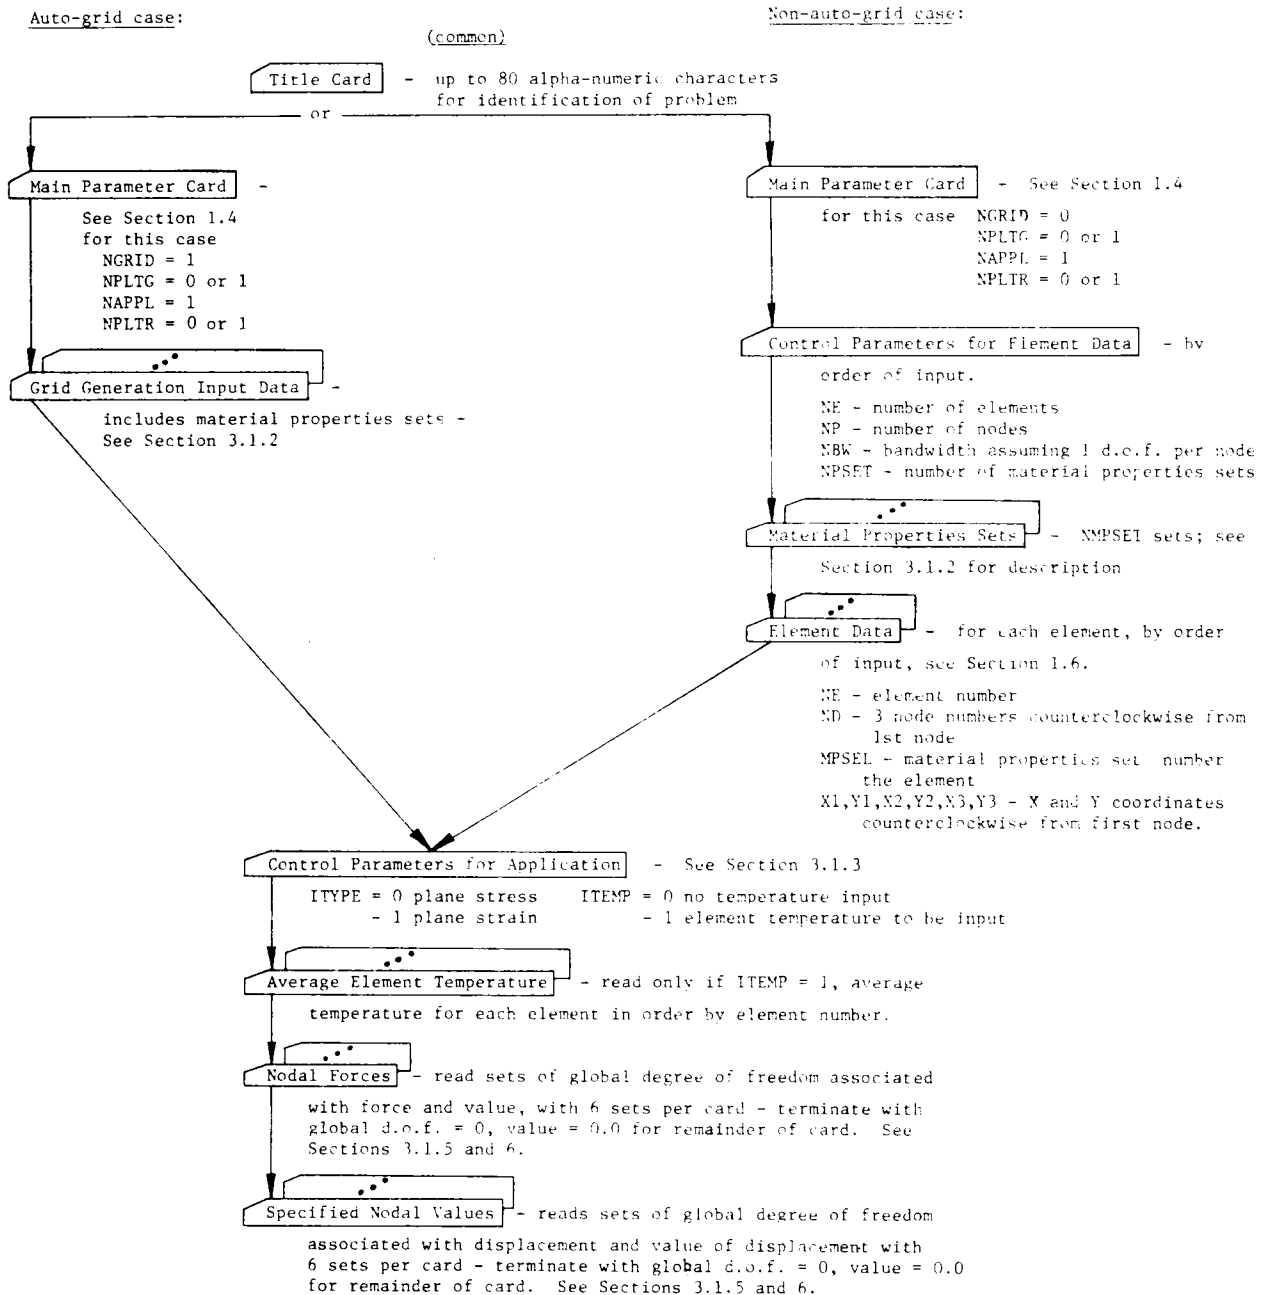 Auto-grid case:
Non-auto-grid case:
(common)
Title Card - up to 80 alpha-numeric characters
for identification of problem
or
Main Parameter Card -
See Section 1.4
for this case
NGRID = 1
NPLTG = 0 or 1
NAPPL = 1
NPLTR = 0 or 1
Grid Generation Input Data -
includes material properties sets -
See Section 3.1.2
Main Parameter Card - See Section 1.4
for this case NGRID = 0
NPLTG = 0 or 1
NAPPL = 1
NPLTR = 0 or 1
Control Parameters for Element Data - by
order of input.
NE - number of elements
NP - number of nodes
NBW - bandwidth assuming 1 d.o.f. per node
NPSET - number of material properties sets
Material Properties Sets - NMPSET sets; see
Section 3.1.2 for description
Element Data - for each element, by order
of input, see Section 1.6.
NE - element number
ND - 3 node numbers counterclockwise from
1st node
MPSEL - material properties set number
the element
X1,Y1,X2,Y2,X3,Y3 - X and Y coordinates
counterclockwise from first node.
Control Parameters for Application - See Section 3.1.3
ITYPE = 0 plane stress ITEMP = 0 no temperature input
- 1 plane strain - 1 element temperature to be input
Average Element Temperature - read only if ITEMP = 1, average
temperature for each element in order by element number.
Nodal Forces - read sets of global degree of freedom associated
with force and value, with 6 sets per card - terminate with
global d.o.f. = 0, value = 0.0 for remainder of card. See
Sections 3.1.5 and 6.
Specified Nodal Values - reads sets of global degree of freedom
associated with displacement and value of displacement with
6 sets per card - terminate with global d.o.f. = 0, value = 0.0
for remainder of card. See Sections 3.1.5 and 6.